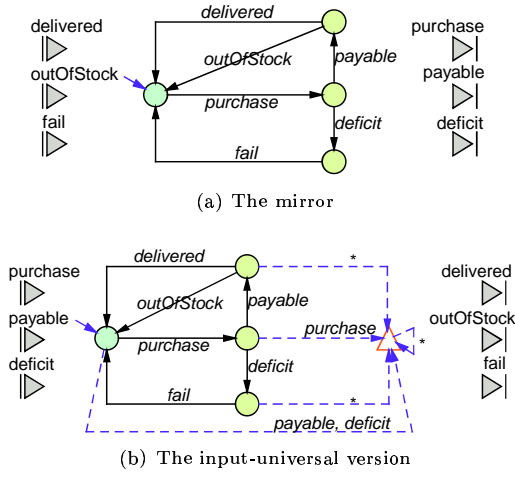 delivered
delivered
purchase
outOfStock
outOfStock
payable
payable
purchase
fail
deficit
deficit
fail
(a) The mirror
delivered
*
purchase
delivered
outOfStock
payable
payable
purchase
outOfStock
purchase
*
deficit
deficit
fail
fail
*
payable, deficit
(b) The input-universal version